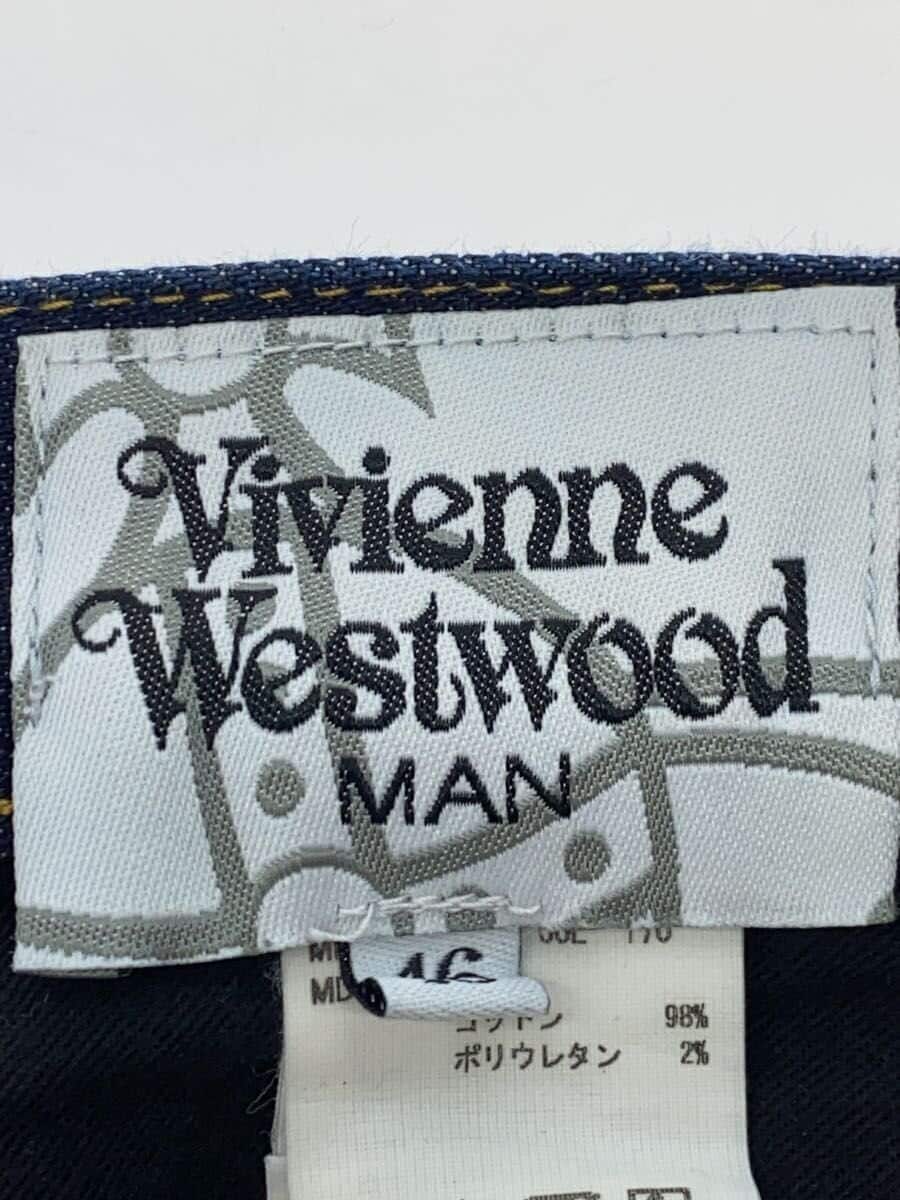 Vivienne
Westwood
MAN
46
コットン 98%
ポリウレタン 2%